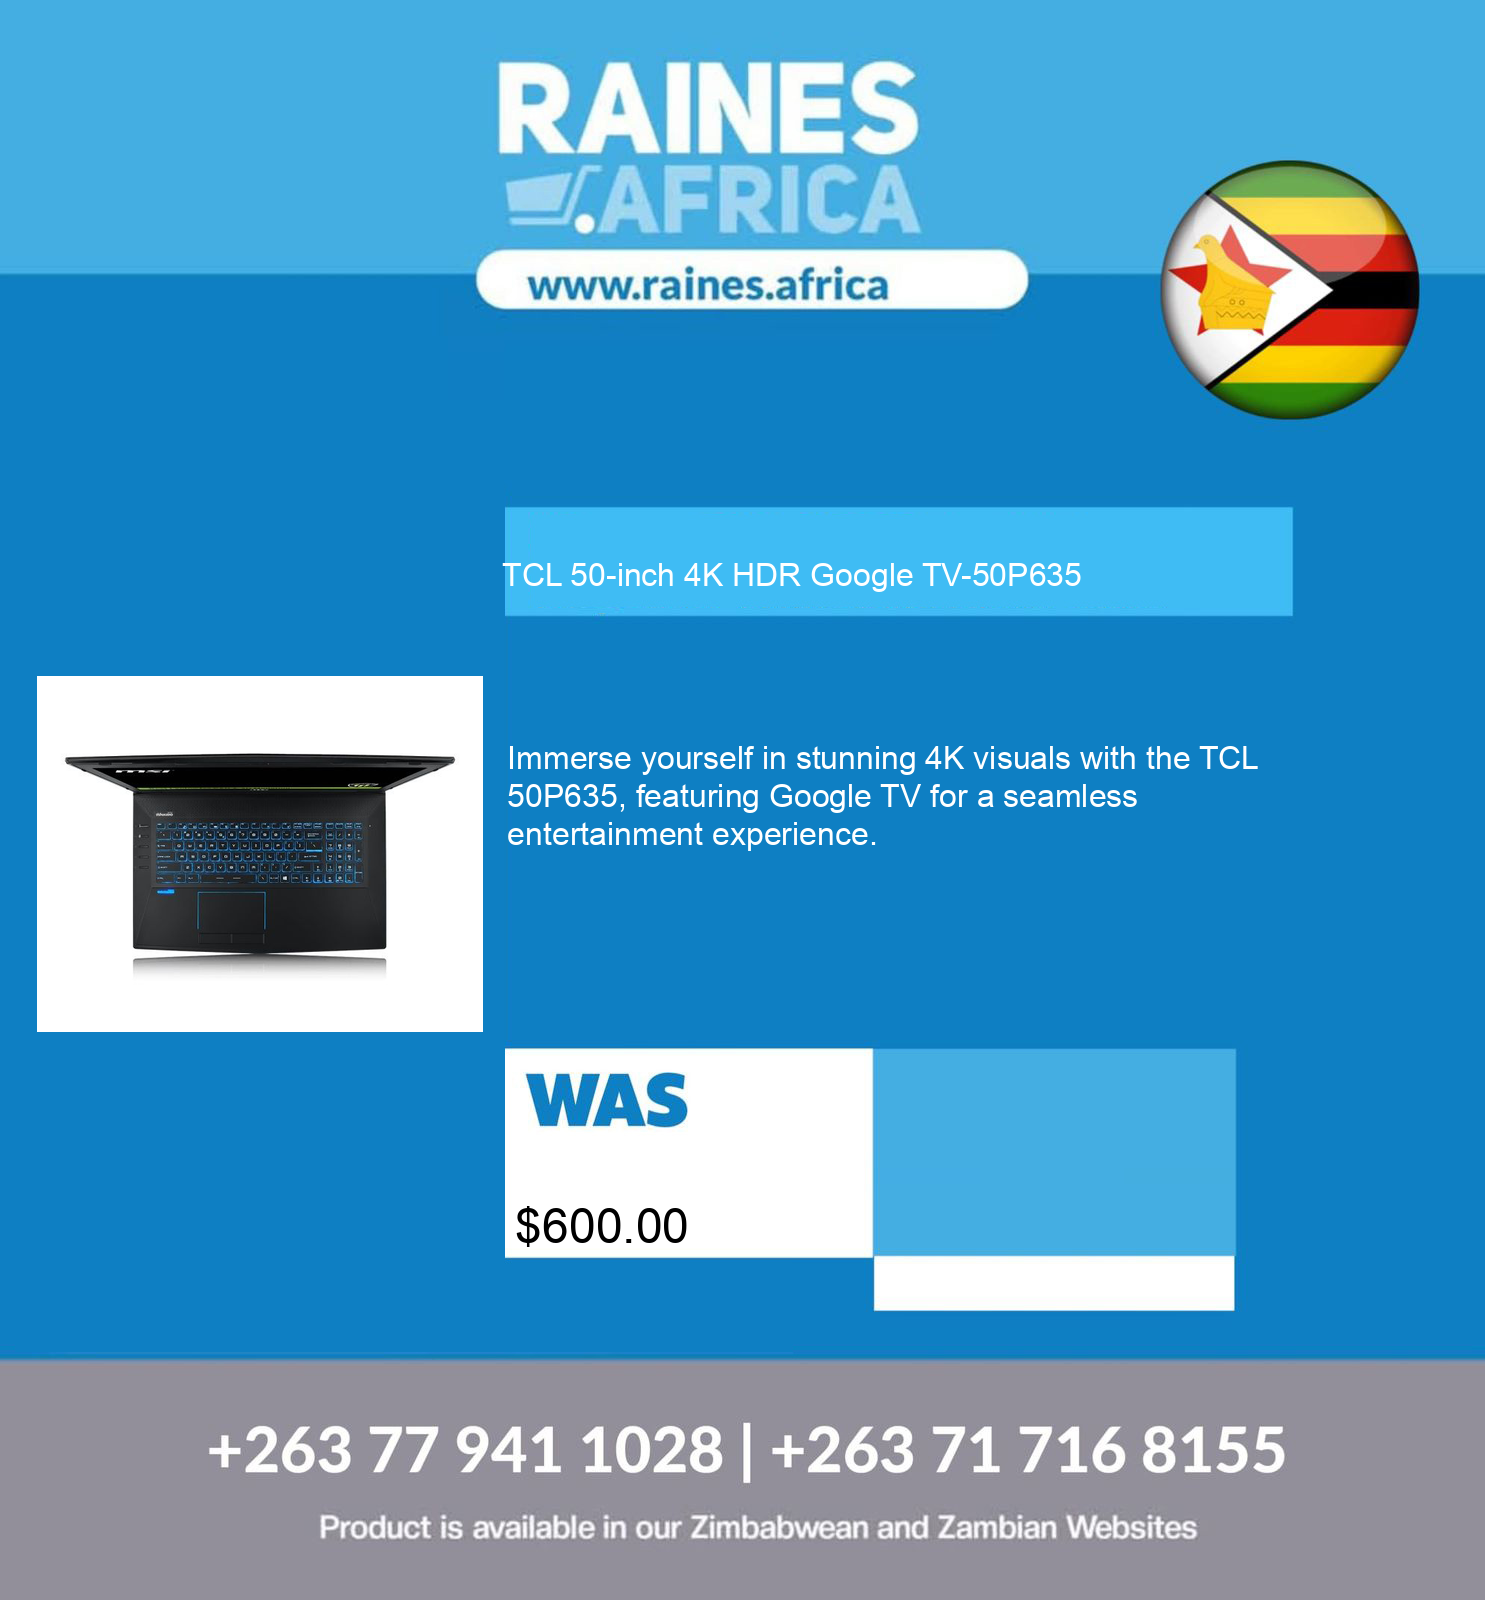 RAINES
.AFRICA
www.raines.africa
TCL 50-inch 4K HDR Google TV-50P635
msi
Immerse yourself in stunning 4K visuals with the TCL
50P635, featuring Google TV for a seamless
entertainment experience.
WAS
$600.00
+263 77 941 1028 | +263 71 716 8155
Product is available in our Zimbabwean and Zambian Websites